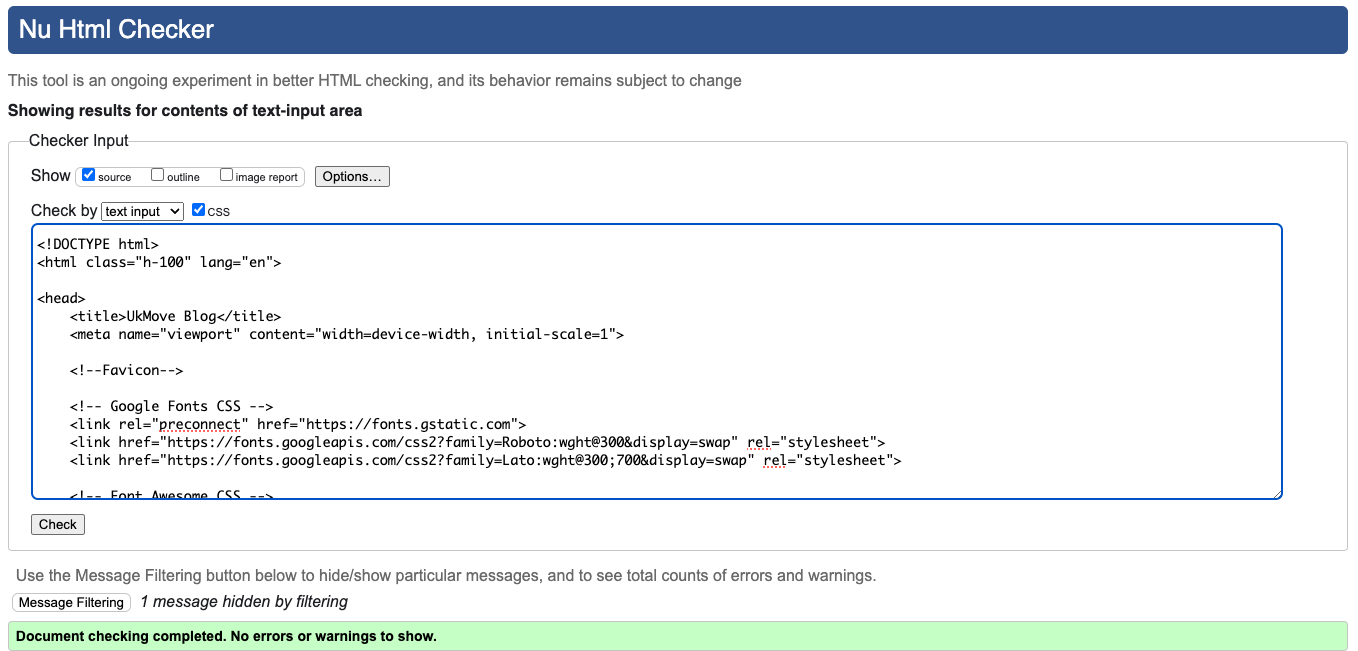 Nu Html Checker
This tool is an ongoing experiment in better HTML checking, and its behavior remains subject to change
Showing results for contents of text-input area
Checker Input
Show source outline image report Options...
Check by text input CSS
<!DOCTYPE html>
<html class="h-100" lang="en">
<head>
    <title>UkMove Blog</title>
    <meta name="viewport" content="width=device-width, initial-scale=1">
    <!--Favicon-->
    <!-- Google Fonts CSS -->
    <link rel="preconnect" href="https://fonts.gstatic.com">
    <link href="https://fonts.googleapis.com/css2?family=Roboto:wght@300&display=swap" rel="stylesheet">
    <link href="https://fonts.googleapis.com/css2?family=Lato:wght@300;700&display=swap" rel="stylesheet">
    <!-- Font Awesome CSS -->
Check
Use the Message Filtering button below to hide/show particular messages, and to see total counts of errors and warnings.
Message Filtering 1 message hidden by filtering
Document checking completed. No errors or warnings to show.